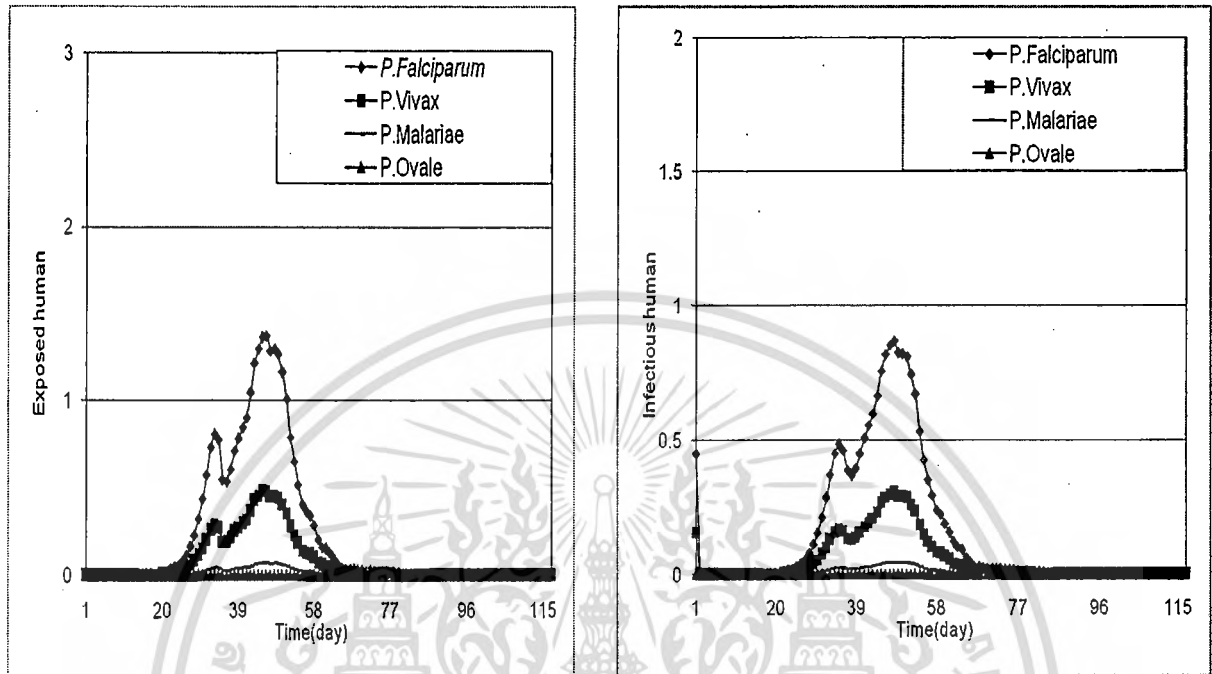 3
2
1
0
Exposed human
P.Falciparum
P.Vivax
P.Malariae
P.Ovale
1 20 39 58 77 96 115
Time(day)
2
1.5
1
0.5
0
Infectious human
P.Falciparum
P.Vivax
P.Malariae
P.Ovale
1 20 39 58 77 96 115
Time(day)